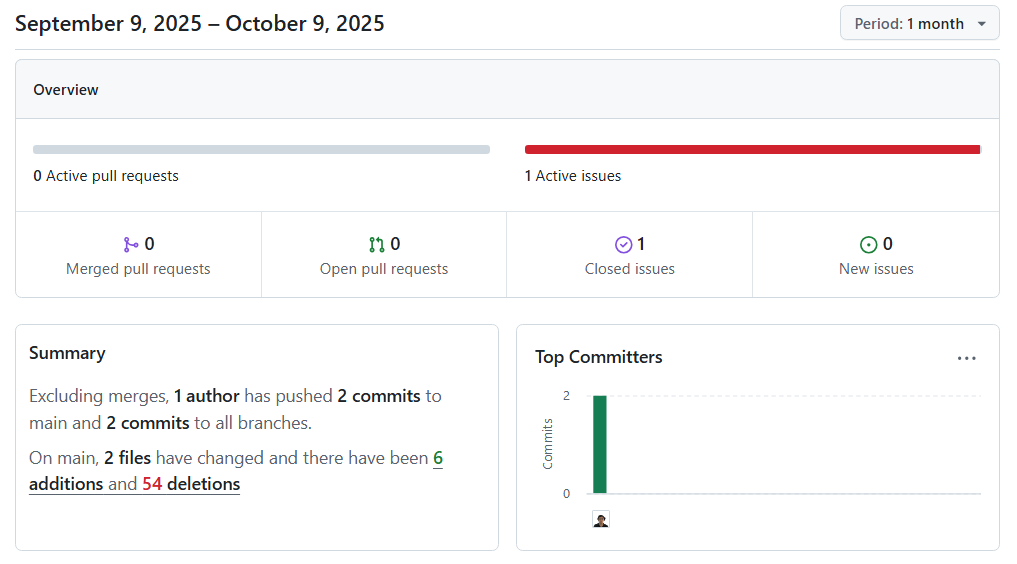 September 9, 2025 – October 9, 2025
Period: 1 month
Overview
0 Active pull requests
1 Active issues
0
Merged pull requests
0
Open pull requests
1
Closed issues
0
New issues
Summary
Excluding merges, 1 author has pushed 2 commits to
main and 2 commits to all branches.
On main, 2 files have changed and there have been 6
additions and 54 deletions
Top Committers
2
Commits
0